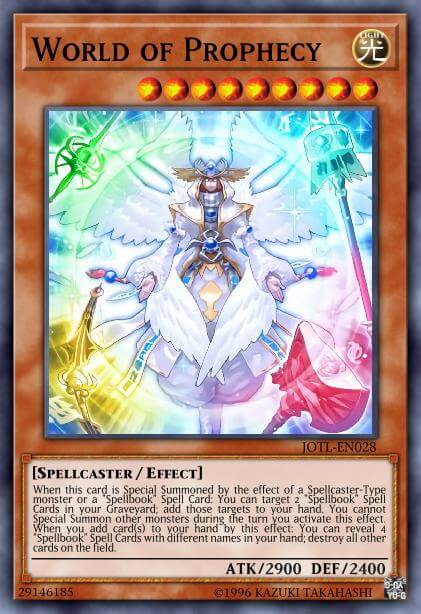 WORLD OF PROPHECY
LIGHT
光
JOTL-EN028
[SPELLCASTER / EFFECT]
When this card is Special Summoned by the effect of a Spellcaster-Type
monster or a "Spellbook" Spell Card: You can target 2 "Spellbook" Spell
Cards in your Graveyard; add those targets to your hand. You cannot
Special Summon other monsters during the turn you activate this effect.
When you add card(s) to your hand by this effect: You can reveal 4
"Spellbook" Spell Cards with different names in your hand; destroy all other
cards on the field.
ATK/2900 DEF/2400
29146185
©1996 KAZUKI TAKAHASHI